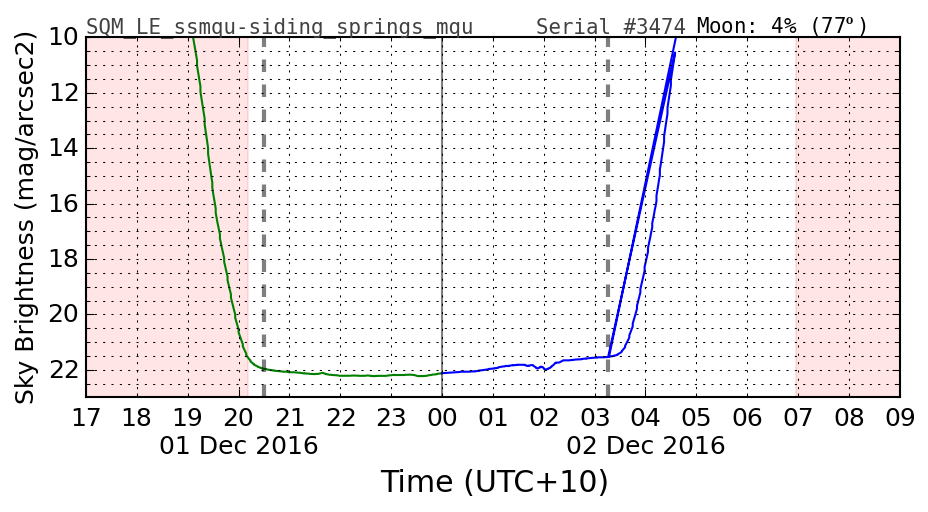 SQM_LE_ssmqu-siding_springs_mqu Serial #3474 Moon: 4% (77°)
Sky Brightness (mag/arcsec2)
10
12
14
16
18
20
22
17 18 19 20 21 22 23 00 01 02 03 04 05 06 07 08 09
01 Dec 2016 02 Dec 2016
Time (UTC+10)